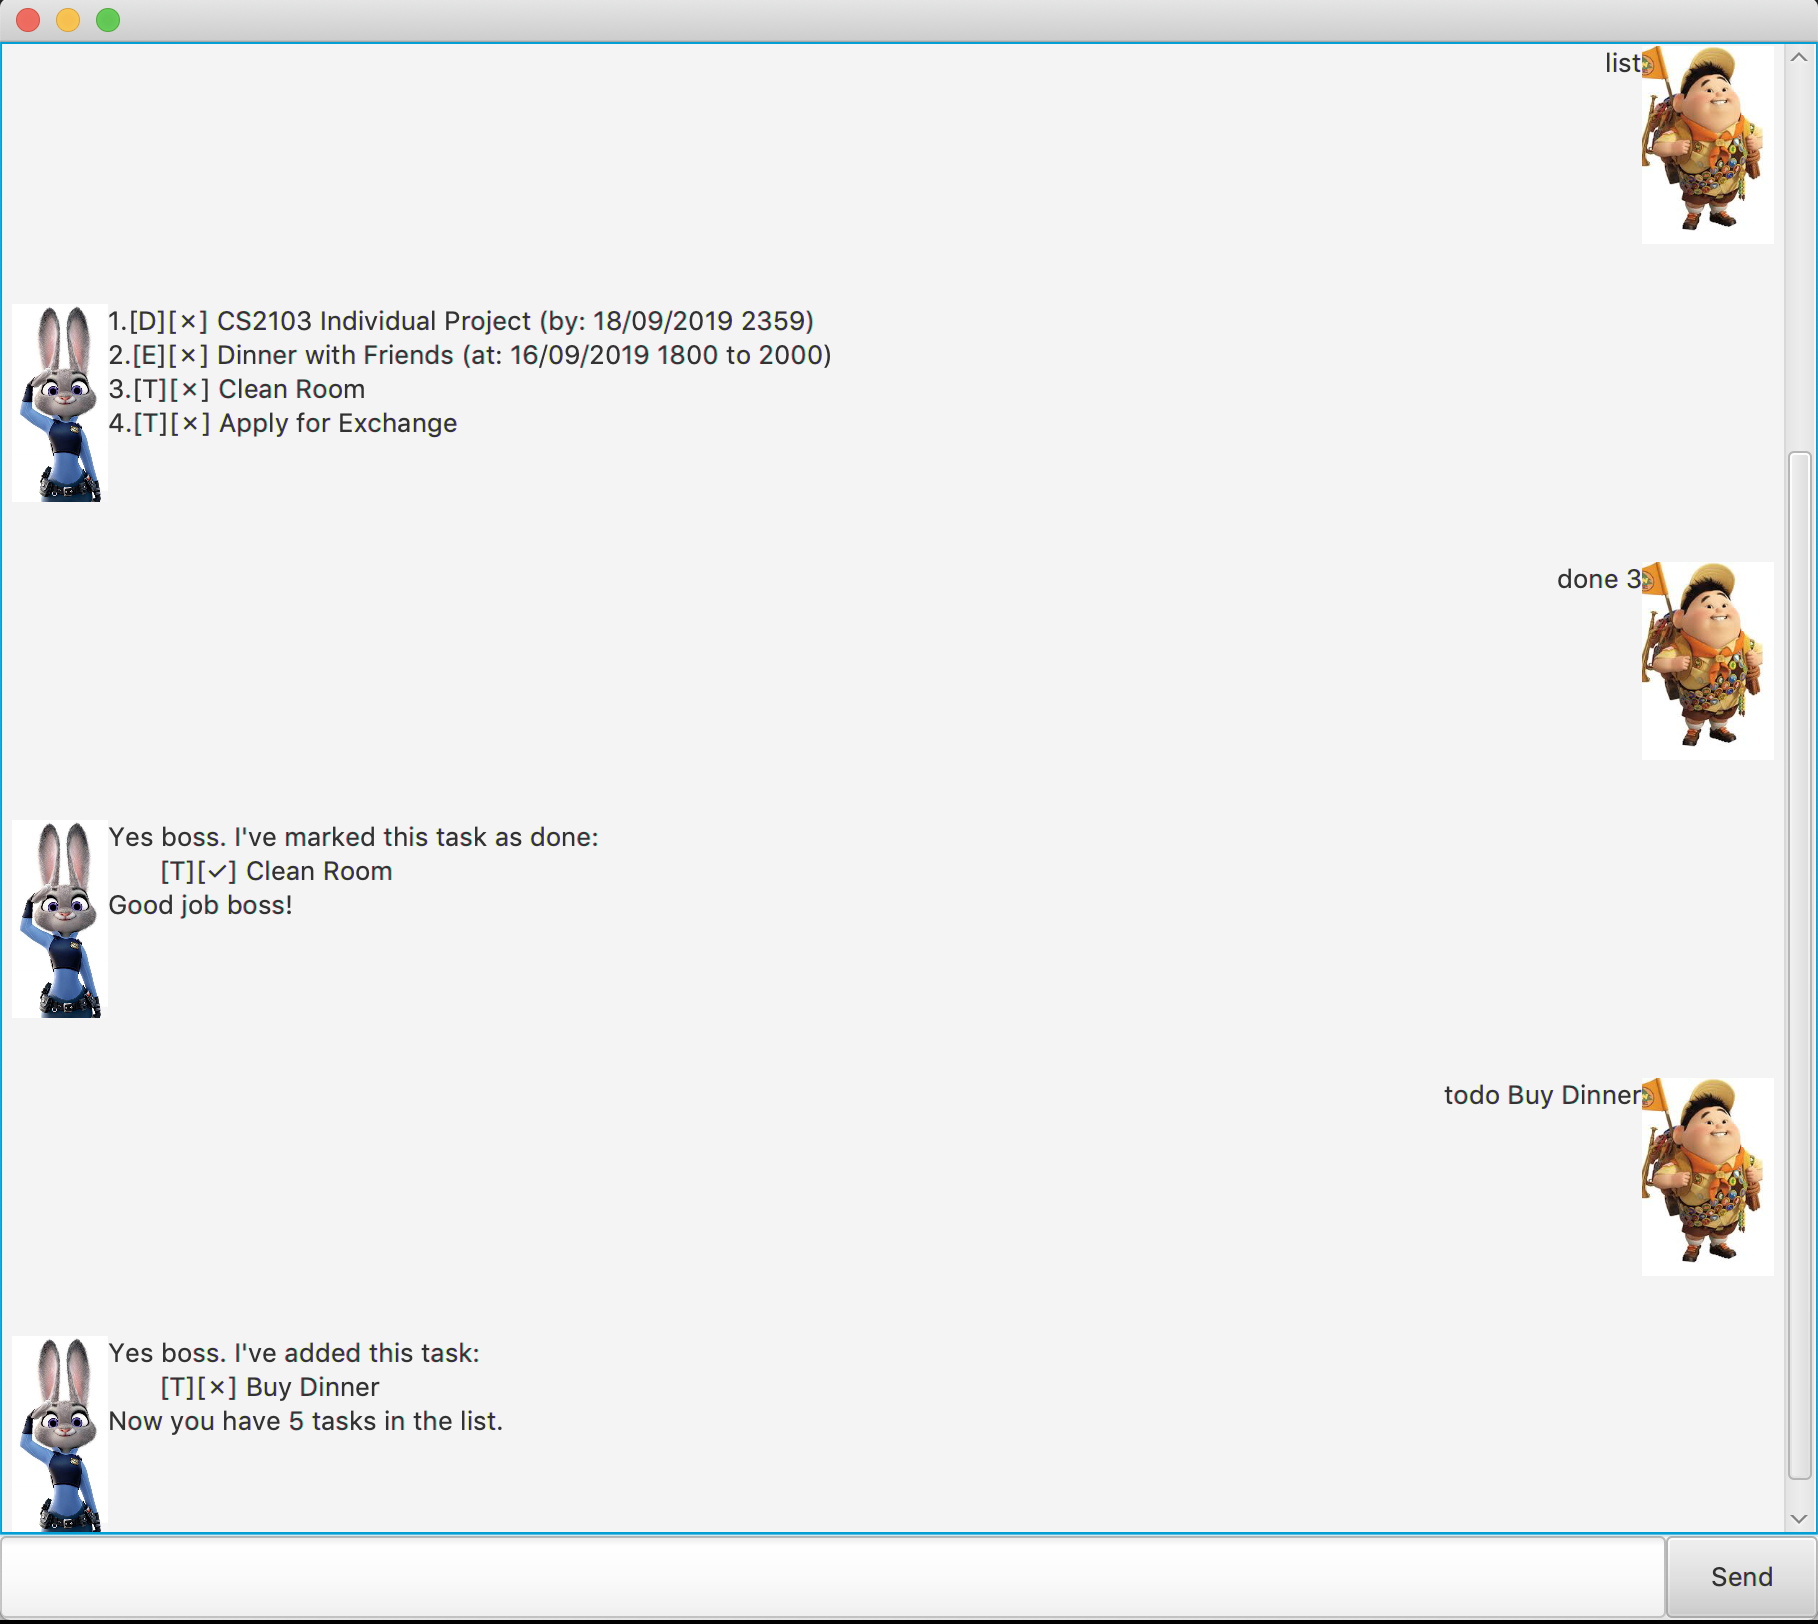 list
1.[D][×] CS2103 Individual Project (by: 18/09/2019 2359)
2.[E][×] Dinner with Friends (at: 16/09/2019 1800 to 2000)
3.[T][×] Clean Room
4.[T][×] Apply for Exchange
done 3
Yes boss. I've marked this task as done:
[T][✓] Clean Room
Good job boss!
todo Buy Dinner
Yes boss. I've added this task:
[T][×] Buy Dinner
Now you have 5 tasks in the list.
Send